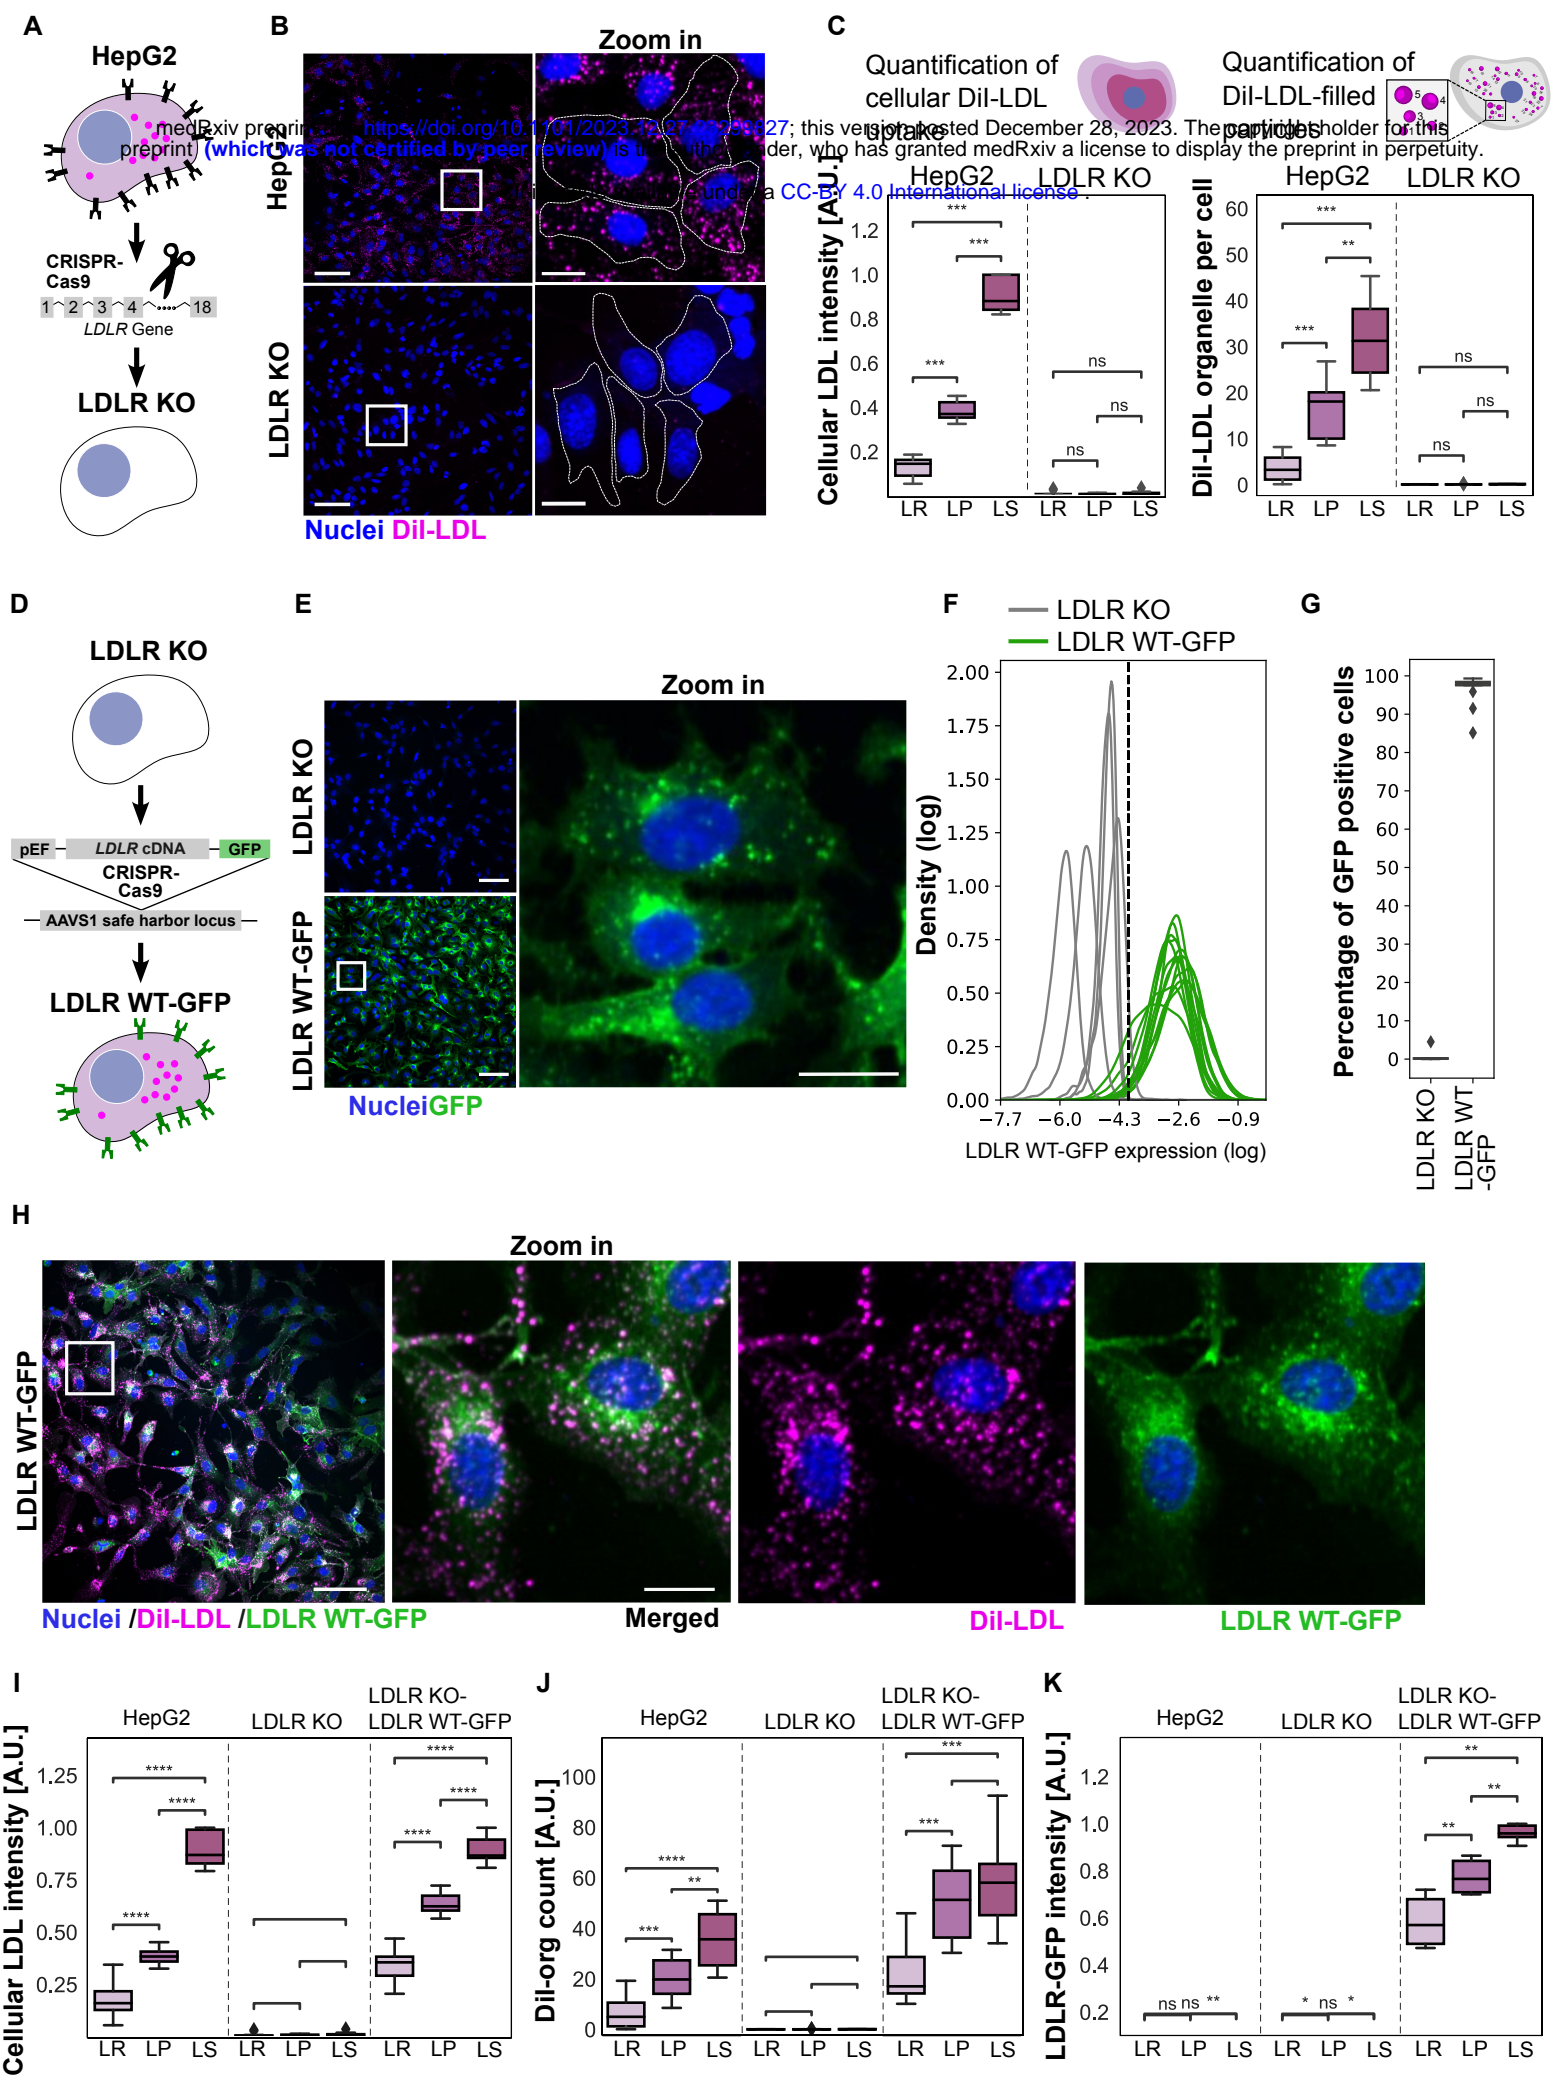 A
HepG2
CRISPR-
Cas9
1 2 3 4 18
LDLR Gene
LDLR KO
B
Zoom in
HepG2
LDLR KO
Nuclei DiI-LDL
C
Quantification of
cellular DiI-LDL
uptake
Quantification of
DiI-LDL-filled
particles
5 4
3
medRxiv preprint https://doi.org/10.1101/2023; this version posted December 28, 2023. The copyright holder for this
preprint (which was not certified by peer review) is who has granted medRxiv a license to display the preprint in perpetuity.
under a CC-BY 4.0 International license .
HepG2 LDLR KO
Cellular LDL intensity [A.U.]
1.2
1.0
0.8
0.6
0.4
0.2
***
***
***
ns
ns
ns
LR LP LS LR LP LS
HepG2 LDLR KO
DiI-LDL organelle per cell
60
50
40
30
20
10
0
***
**
***
ns
ns
ns
LR LP LS LR LP LS
D
LDLR KO
pEF LDLR cDNA GFP
CRISPR-
Cas9
AAVS1 safe harbor locus
LDLR WT-GFP
E
Zoom in
LDLR KO
LDLR WT-GFP
NucleiGFP
F
LDLR KO
LDLR WT-GFP
Density (log)
2.00
1.75
1.50
1.25
1.00
0.75
0.50
0.25
0.00
−7.7 −6.0 −4.3 −2.6 −0.9
LDLR WT-GFP expression (log)
G
Percentage of GFP positive cells
100
90
80
70
60
50
40
30
20
10
0
LDLR KO
LDLR WT
-GFP
H
Zoom in
LDLR WT-GFP
Nuclei /DiI-LDL /LDLR WT-GFP
Merged
DiI-LDL
LDLR WT-GFP
I
HepG2 LDLR KO
LDLR KO-
LDLR WT-GFP
Cellular LDL intensity [A.U.]
1.25
1.00
0.75
0.50
0.25
****
****
****
****
****
****
LR LP LS LR LP LS LR LP LS
J
HepG2 LDLR KO
LDLR KO-
LDLR WT-GFP
DiI-org count [A.U.]
100
80
60
40
20
0
****
**
***
***
***
LR LP LS LR LP LS LR LP LS
K
HepG2 LDLR KO
LDLR KO-
LDLR WT-GFP
LDLR-GFP intensity [A.U.]
1.2
1.0
0.8
0.6
0.4
0.2
ns ns **
* ns *
**
**
**
LR LP LS LR LP LS LR LP LS